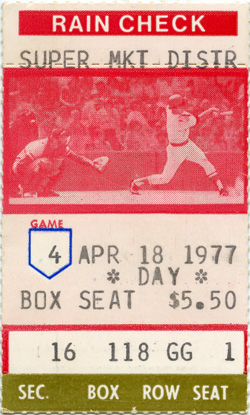 RAIN CHECK
SUPER MKT DISTR
GAME
4 APR 18 1977
* DAY *
BOX SEAT $5.50
16 118 GG 1
SEC. BOX ROW SEAT